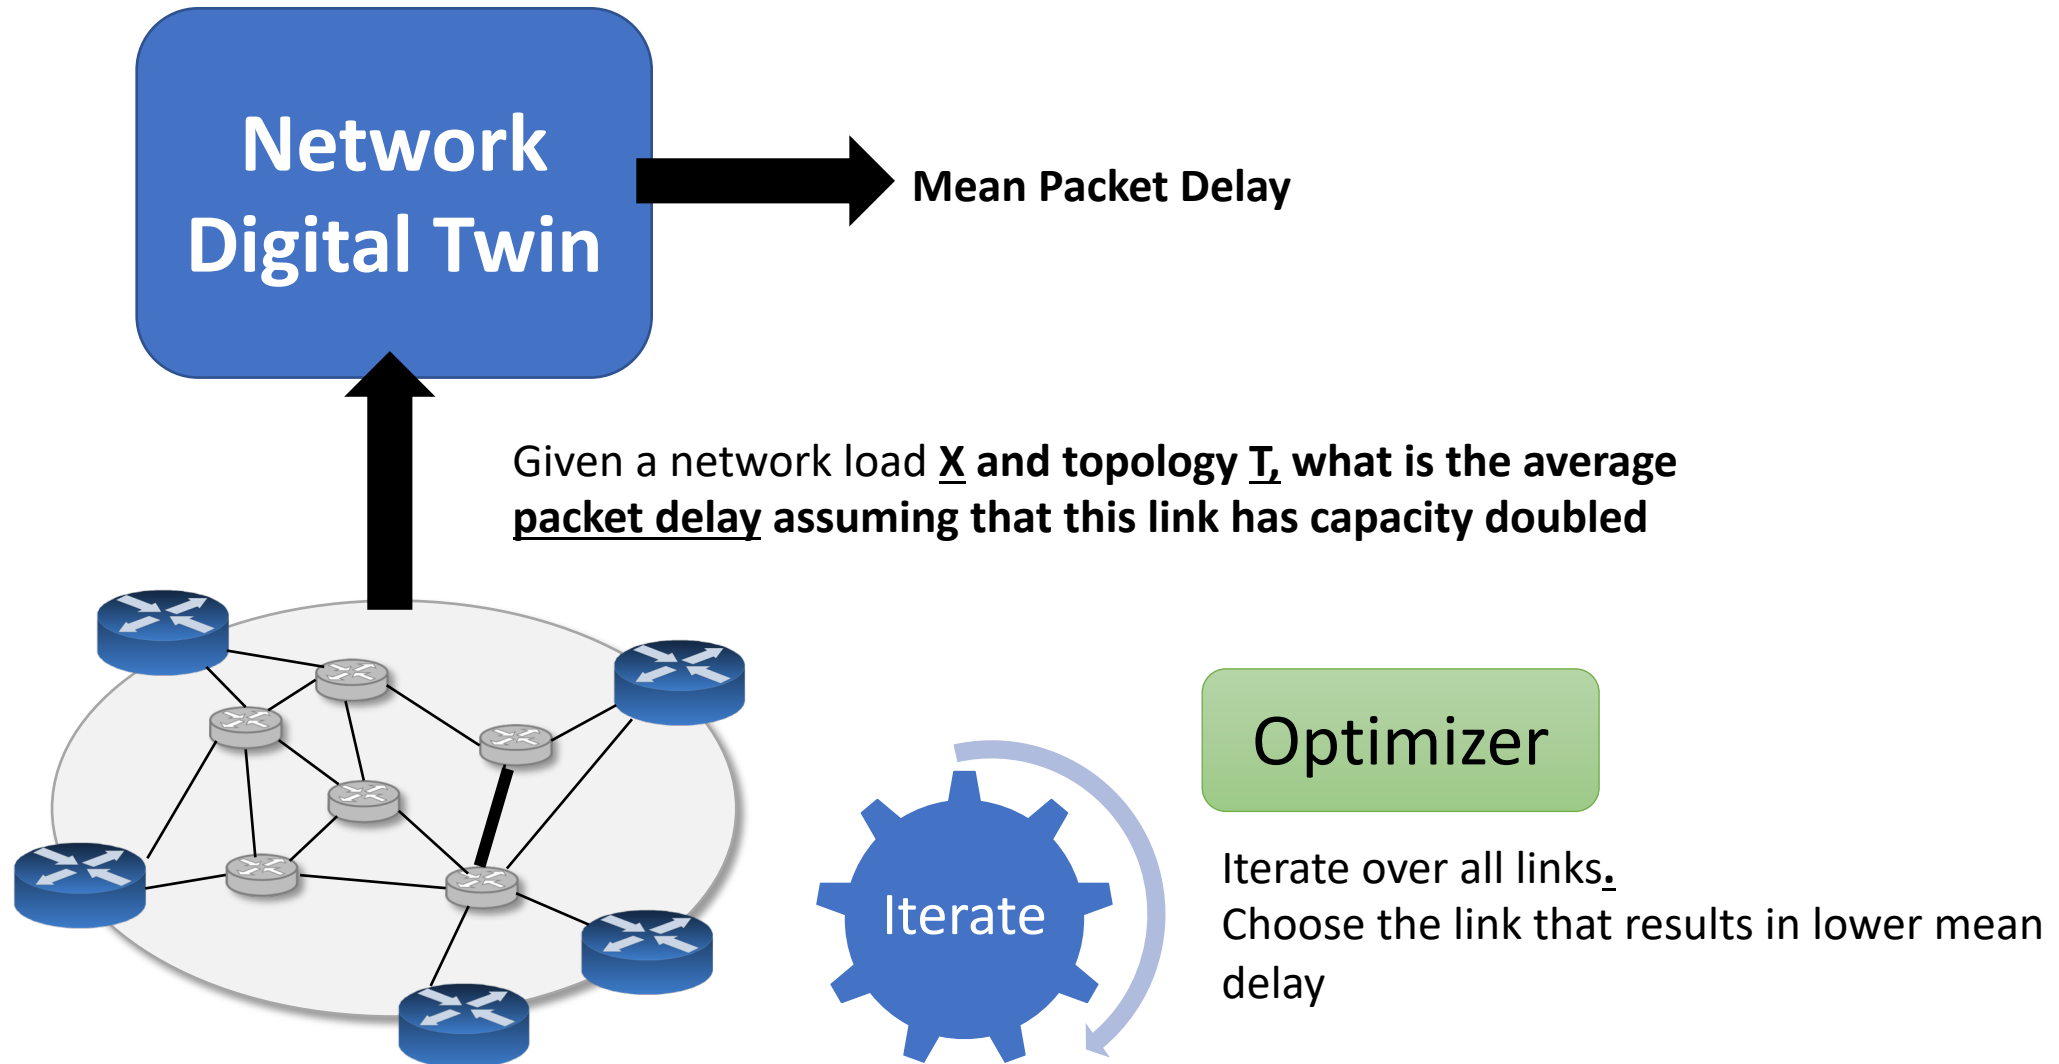 Network
Digital Twin
Mean Packet Delay
Given a network load X and topology T, what is the average
packet delay assuming that this link has capacity doubled
Optimizer
Iterate
Iterate over all links.
Choose the link that results in lower mean
delay